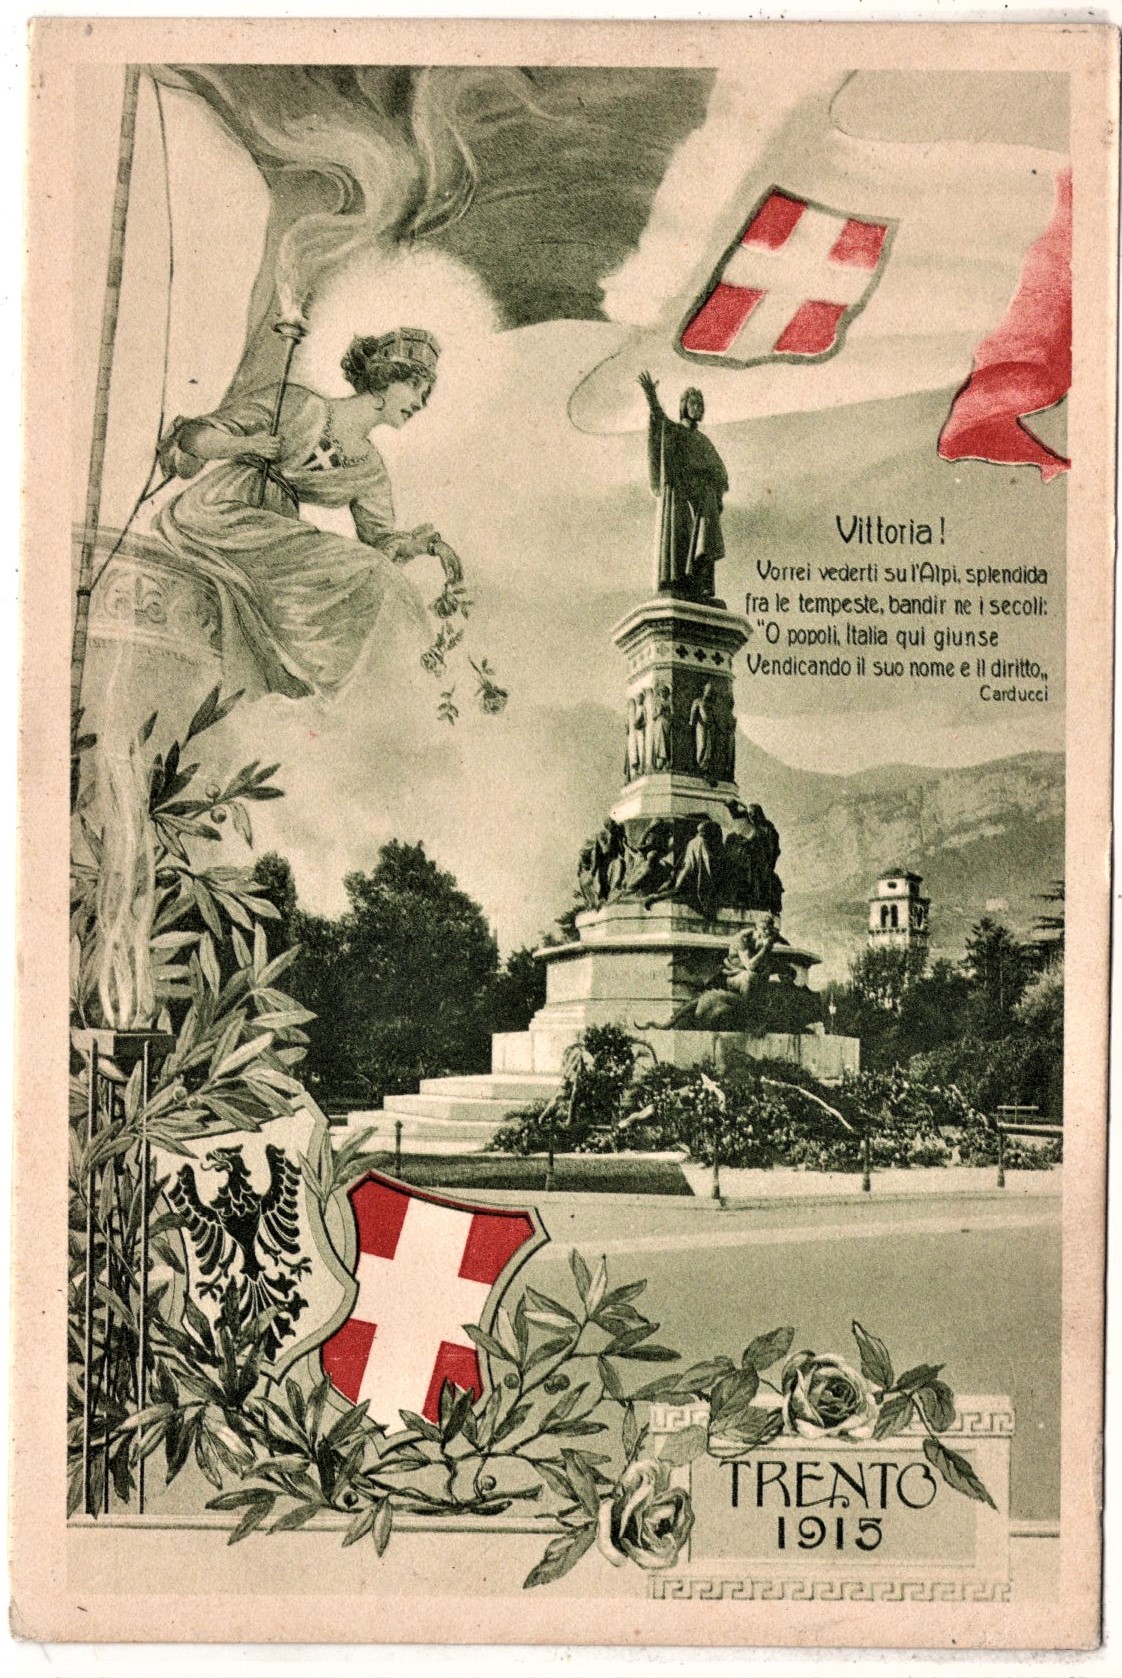 Vittoria!
Vorrei vederti su l'Alpi, splendida
fra le tempeste, bandir ne i secoli:
"O popoli, Italia qui giunse
Vendicando il suo nome e il diritto„
Carducci
TRENTO
1915